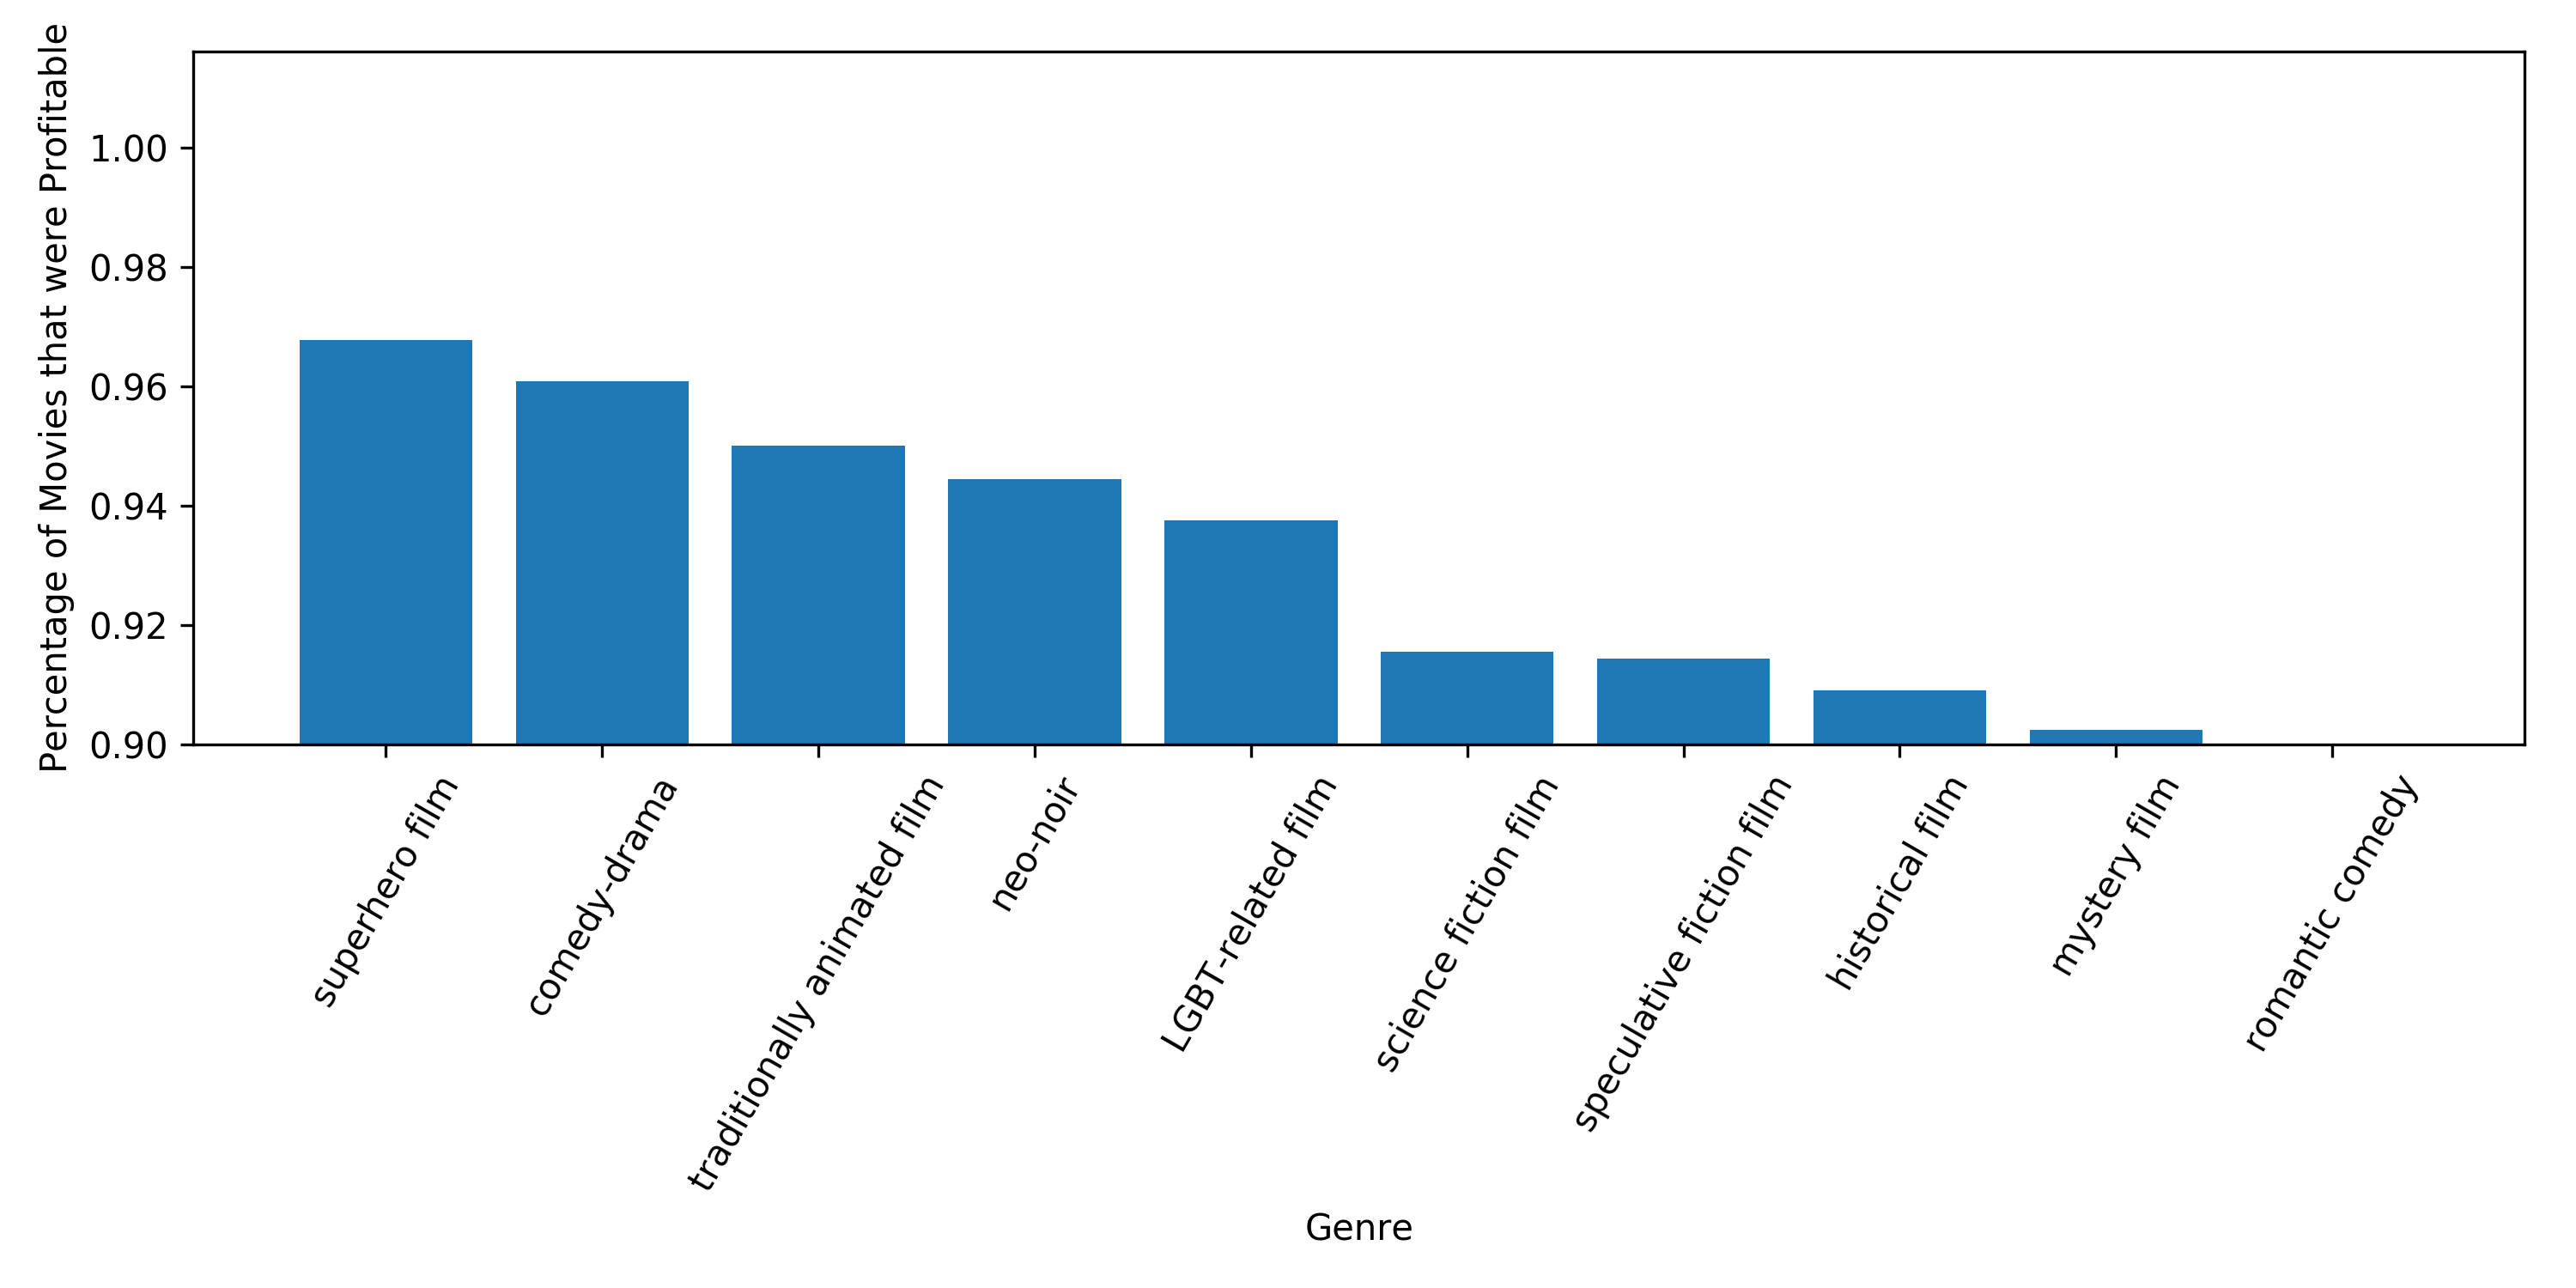 Percentage of Movies that were Profitable
1.00
0.98
0.96
0.94
0.92
0.90
superhero film
comedy-drama
traditionally animated film
neo-noir
LGBT-related film
science fiction film
speculative fiction film
historical film
mystery film
romantic comedy
Genre